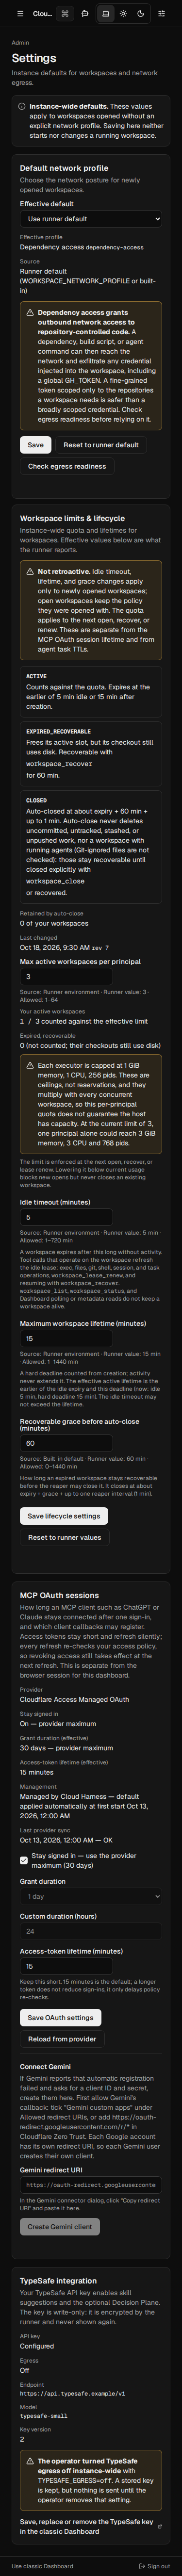 Clou...
Admin
Settings
Instance defaults for workspaces and network
egress.
Instance-wide defaults. These values
apply to workspaces opened without an
explicit network profile. Saving here neither
starts nor changes a running workspace.
Default network profile
Choose the network posture for newly
opened workspaces.
Effective default
Use runner default
Effective profile
Dependency access dependency-access
Source
Runner default
(WORKSPACE_NETWORK_PROFILE or built-
in)
Dependency access grants
outbound network access to
repository-controlled code. A
dependency, build script, or agent
command can then reach the
network and exfiltrate any credential
injected into the workspace, including
a global GH_TOKEN. A fine-grained
token scoped only to the repositories
a workspace needs is safer than a
broadly scoped credential. Check
egress readiness before relying on it.
Save
Reset to runner default
Check egress readiness
Workspace limits & lifecycle
Instance-wide quota and lifetimes for
workspaces. Effective values below are what
the runner reports.
Not retroactive. Idle timeout,
lifetime, and grace changes apply
only to newly opened workspaces;
open workspaces keep the policy
they were opened with. The quota
applies to the next open, recover, or
renew. These are separate from the
MCP OAuth session lifetime and from
agent task TTLs.
ACTIVE
Counts against the quota. Expires at the
earlier of 5 min idle or 15 min after
creation.
EXPIRED_RECOVERABLE
Frees its active slot, but its checkout still
uses disk. Recoverable with
workspace_recover
for 60 min.
CLOSED
Auto-closed at about expiry + 60 min +
up to 1 min. Auto-close never deletes
uncommitted, untracked, stashed, or
unpushed work, nor a workspace with
running agents (Git-ignored files are not
checked): those stay recoverable until
closed explicitly with
workspace_close
or recovered.
Retained by auto-close
0 of your workspaces
Last changed
Oct 18, 2026, 9:30 AM rev 7
Max active workspaces per principal
3
Source: Runner environment · Runner value: 3 ·
Allowed: 1–64
Your active workspaces
1 / 3 counted against the effective limit
Expired, recoverable
0 (not counted; their checkouts still use disk)
Each executor is capped at 1 GiB
memory, 1 CPU, 256 pids. These are
ceilings, not reservations, and they
multiply with every concurrent
workspace, so this per-principal
quota does not guarantee the host
has capacity. At the current limit of 3,
one principal alone could reach 3 GiB
memory, 3 CPU and 768 pids.
The limit is enforced at the next open, recover, or
lease renew. Lowering it below current usage
blocks new opens but never closes an existing
workspace.
Idle timeout (minutes)
5
Source: Runner environment · Runner value: 5 min ·
Allowed: 1–720 min
A workspace expires after this long without activity.
Tool calls that operate on the workspace refresh
the idle lease: exec, files, git, shell, session, and task
operations, workspace_lease_renew, and
resuming with workspace_recover.
workspace_list, workspace_status, and
Dashboard polling or metadata reads do not keep a
workspace alive.
Maximum workspace lifetime (minutes)
15
Source: Runner environment · Runner value: 15 min
· Allowed: 1–1440 min
A hard deadline counted from creation; activity
never extends it. The effective active lifetime is the
earlier of the idle expiry and this deadline (now: idle
5 min, hard deadline 15 min). The idle timeout may
not exceed the lifetime.
Recoverable grace before auto-close
(minutes)
60
Source: Built-in default · Runner value: 60 min ·
Allowed: 0–1440 min
How long an expired workspace stays recoverable
before the reaper may close it. It closes at about
expiry + grace + up to one reaper interval (1 min).
Save lifecycle settings
Reset to runner values
MCP OAuth sessions
How long an MCP client such as ChatGPT or
Claude stays connected after one sign-in,
and which client callbacks may register.
Access tokens stay short and refresh silently;
every refresh re-checks your access policy,
so revoking access still takes effect at the
next refresh. This is separate from the
browser session for this dashboard.
Provider
Cloudflare Access Managed OAuth
Stay signed in
On — provider maximum
Grant duration (effective)
30 days — provider maximum
Access-token lifetime (effective)
15 minutes
Management
Managed by Cloud Harness — default
applied automatically at first start Oct 13,
2026, 12:00 AM
Last provider sync
Oct 13, 2026, 12:00 AM — OK
Stay signed in — use the provider
maximum (30 days)
Grant duration
1 day
Custom duration (hours)
24
Access-token lifetime (minutes)
15
Keep this short. 15 minutes is the default; a longer
token does not reduce sign-ins, it only delays policy
re-checks.
Save OAuth settings
Reload from provider
Connect Gemini
If Gemini reports that automatic registration
failed and asks for a client ID and secret,
create them here. First allow Gemini's
callback: tick "Gemini custom apps" under
Allowed redirect URIs, or add https://oauth-
redirect.googleusercontent.com/r/* in
Cloudflare Zero Trust. Each Google account
has its own redirect URI, so each Gemini user
creates their own client.
Gemini redirect URI
https://oauth-redirect.googleuserconte
In the Gemini connector dialog, click "Copy redirect
URI" and paste it here.
Create Gemini client
TypeSafe integration
Your TypeSafe API key enables skill
suggestions and the optional Decision Plane.
The key is write-only: it is encrypted by the
runner and never shown again.
API key
Configured
Egress
Off
Endpoint
https://api.typesafe.example/v1
Model
typesafe-small
Key version
2
The operator turned TypeSafe
egress off instance-wide with
TYPESAFE_EGRESS=off. A stored key
is kept, but nothing is sent until the
operator removes that setting.
Save, replace or remove the TypeSafe key
in the classic Dashboard
Use classic Dashboard
Sign out